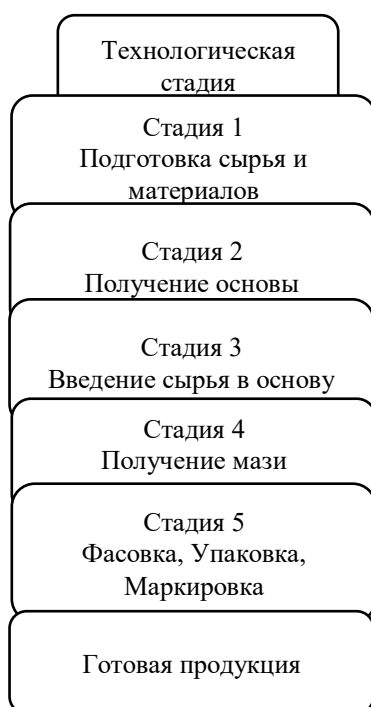 Технологическая
стадия
Стадия 1
Подготовка сырья и
материалов
Стадия 2
Получение основы
Стадия 3
Введение сырья в основу
Стадия 4
Получение мази
Стадия 5
Фасовка, Упаковка,
Маркировка
Готовая продукция